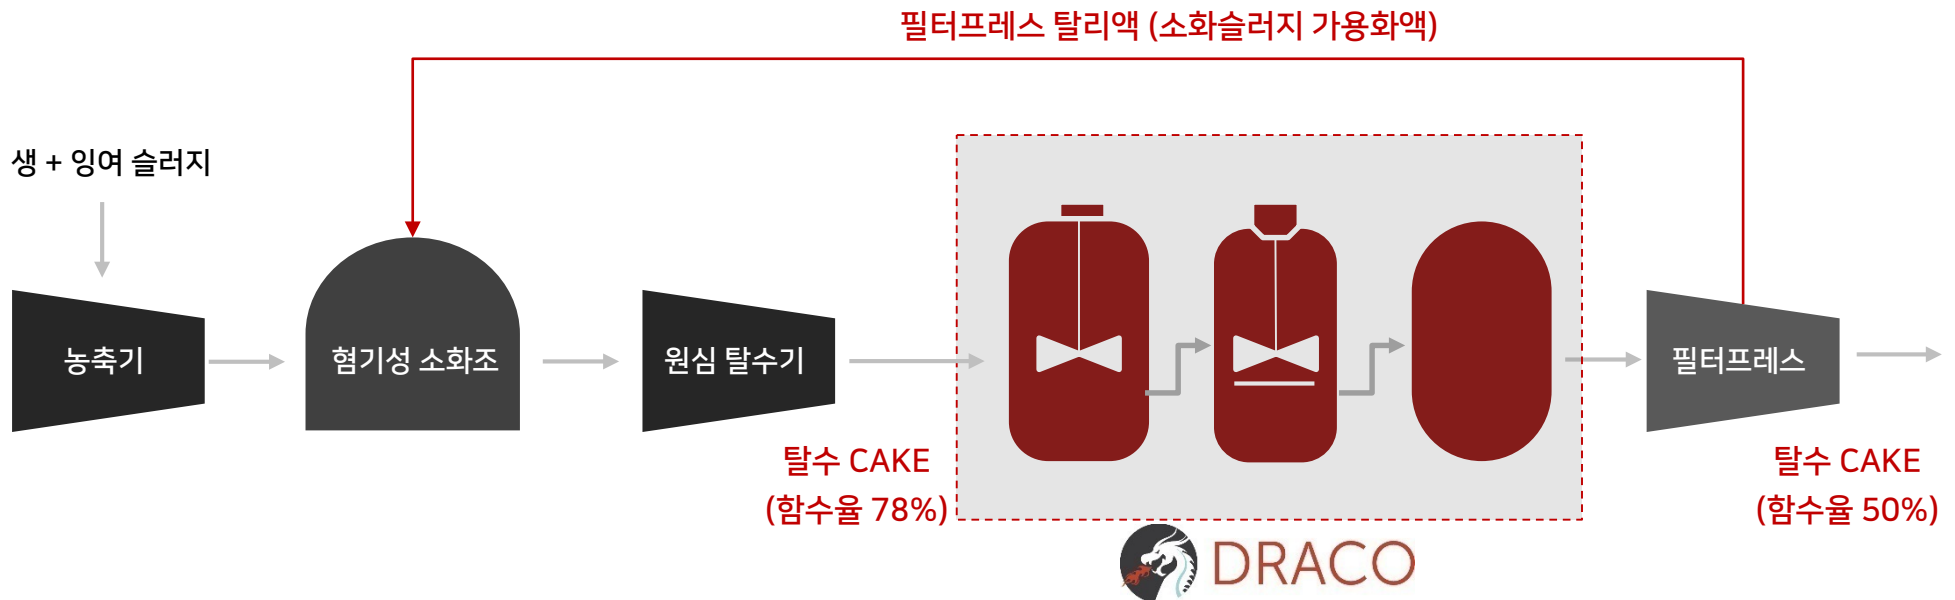 필터프레스 탈리액 (소화슬러지 가용화액)
생 + 잉여 슬러지
농축기
혐기성 소화조
원심 탈수기
필터프레스
탈수 CAKE
(함수율 78%)
탈수 CAKE
(함수율 50%)
DRACO